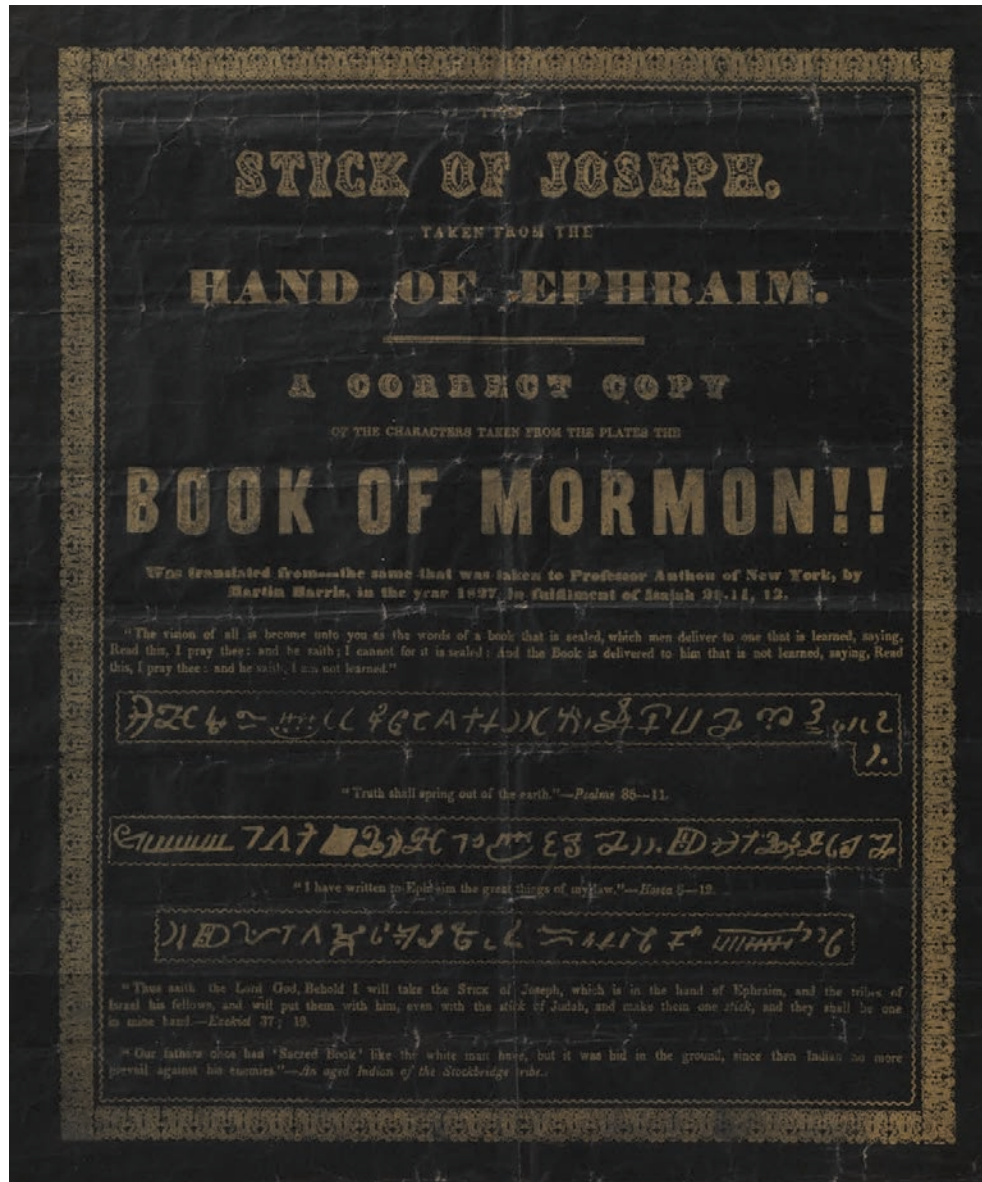 THE
STICK OF JOSEPH,
TAKEN FROM THE
HAND OF EPHRAIM.
A CORRECT COPY
OF THE CHARACTERS TAKEN FROM THE PLATES THE
BOOK OF MORMON!!
Was translated from—the same that was taken to Professor Anthon of New York, by
Martin Harris, in the year 1827 in fulfilment of Isaiah 29-11, 12.
"The vision of all is become unto you as the words of a book that is sealed, which men deliver to one that is learned, saying,
Read this, I pray thee: and he saith; I cannot for it is sealed: And the Book is delivered to him that is not learned, saying, Read
this, I pray thee: and he saith, I am not learned."
"Truth shall spring out of the earth."—Psalms 85—11.
"I have written to Ephraim the great things of my law."—Hosea 8—12.
"Thus saith the Lord God, Behold I will take the STICK of Joseph, which is in the hand of Ephraim, and the tribes of
Israel his fellows, and will put them with him, even with the stick of Judah, and make them one stick, and they shall be one
in mine hand.—Ezekiel 37; 19.
"Our fathers once had 'Sacred Book' like the white man have, but it was hid in the ground, since then Indian no more
prevail against his enemies."—An aged Indian of the Stockbridge tribe.